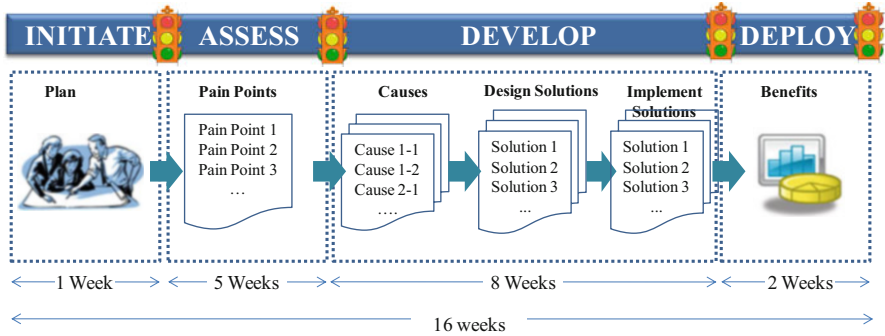 INITIATE
ASSESS
DEVELOP
DEPLOY
Plan
Pain Points
Pain Point 1
Pain Point 2
Pain Point 3
…
Causes
Cause 1-1
Cause 1-2
Cause 2-1
….
Design Solutions
Solution 1
Solution 2
Solution 3
...
Implement
Solutions
Solution 1
Solution 2
Solution 3
...
Benefits
1 Week
5 Weeks
8 Weeks
2 Weeks
16 weeks